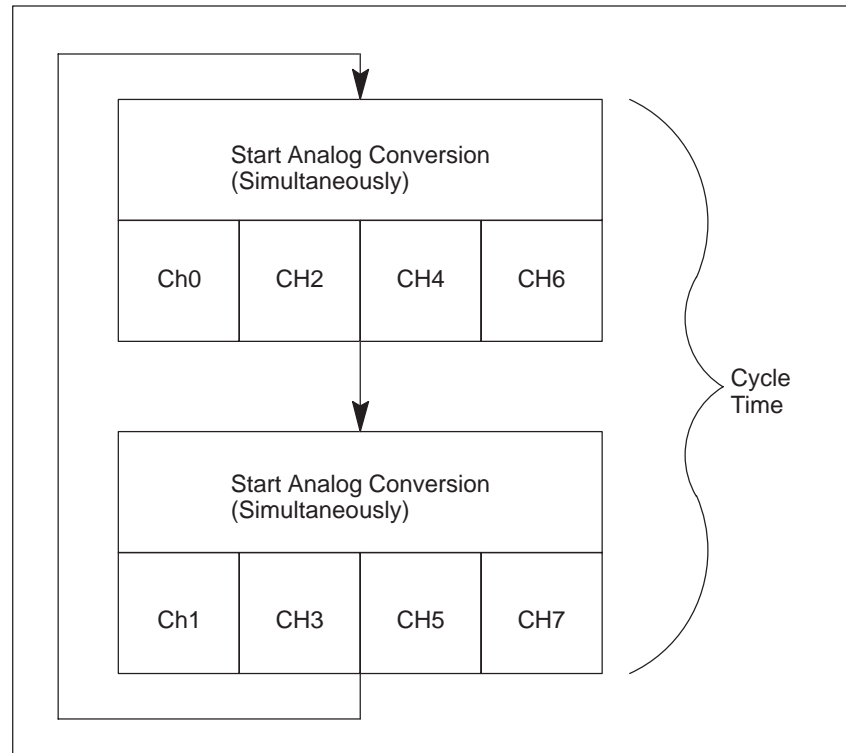 Start Analog Conversion
(Simultaneously)
Ch0 CH2 CH4 CH6
Cycle
Time
Start Analog Conversion
(Simultaneously)
Ch1 CH3 CH5 CH7